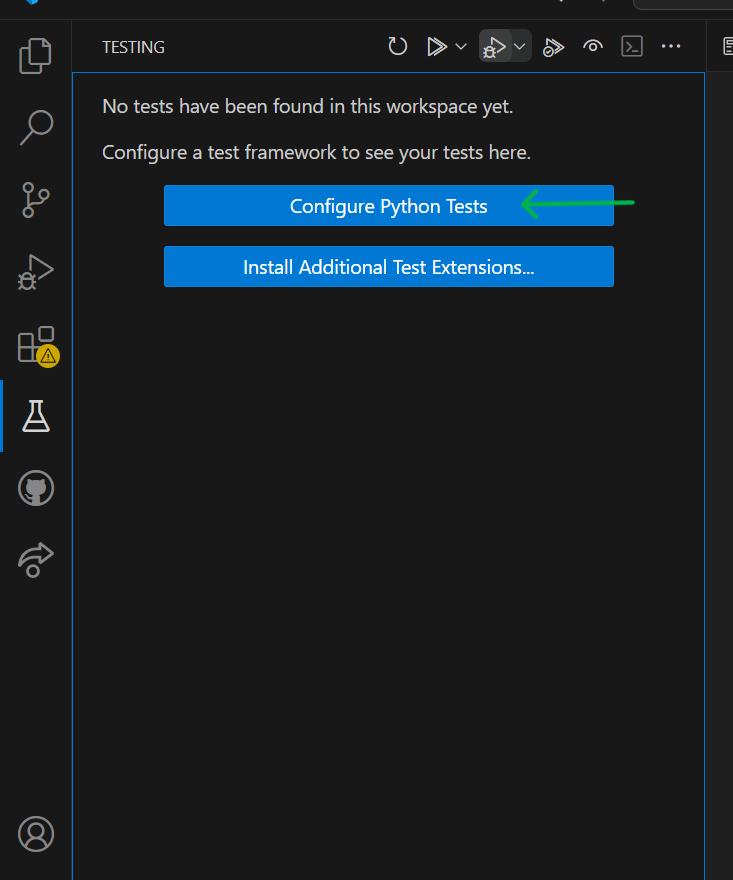 TESTING
No tests have been found in this workspace yet.
Configure a test framework to see your tests here.
Configure Python Tests
Install Additional Test Extensions...